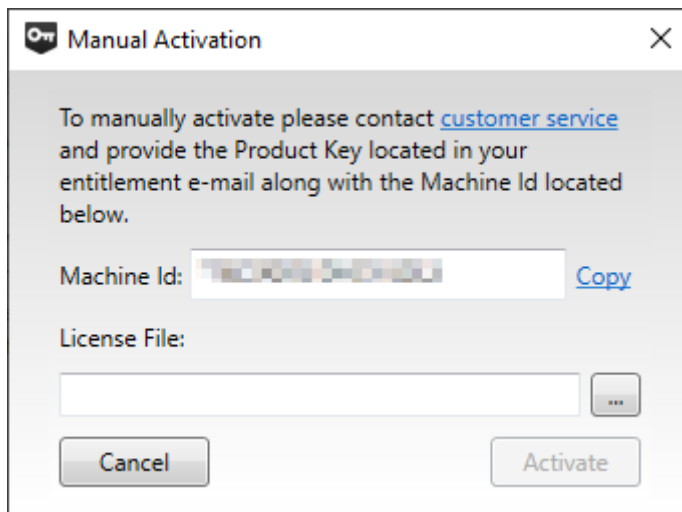 Manual Activation
To manually activate please contact customer service
and provide the Product Key located in your
entitlement e-mail along with the Machine Id located
below.
Machine Id: Copy
License File:
...
Cancel Activate